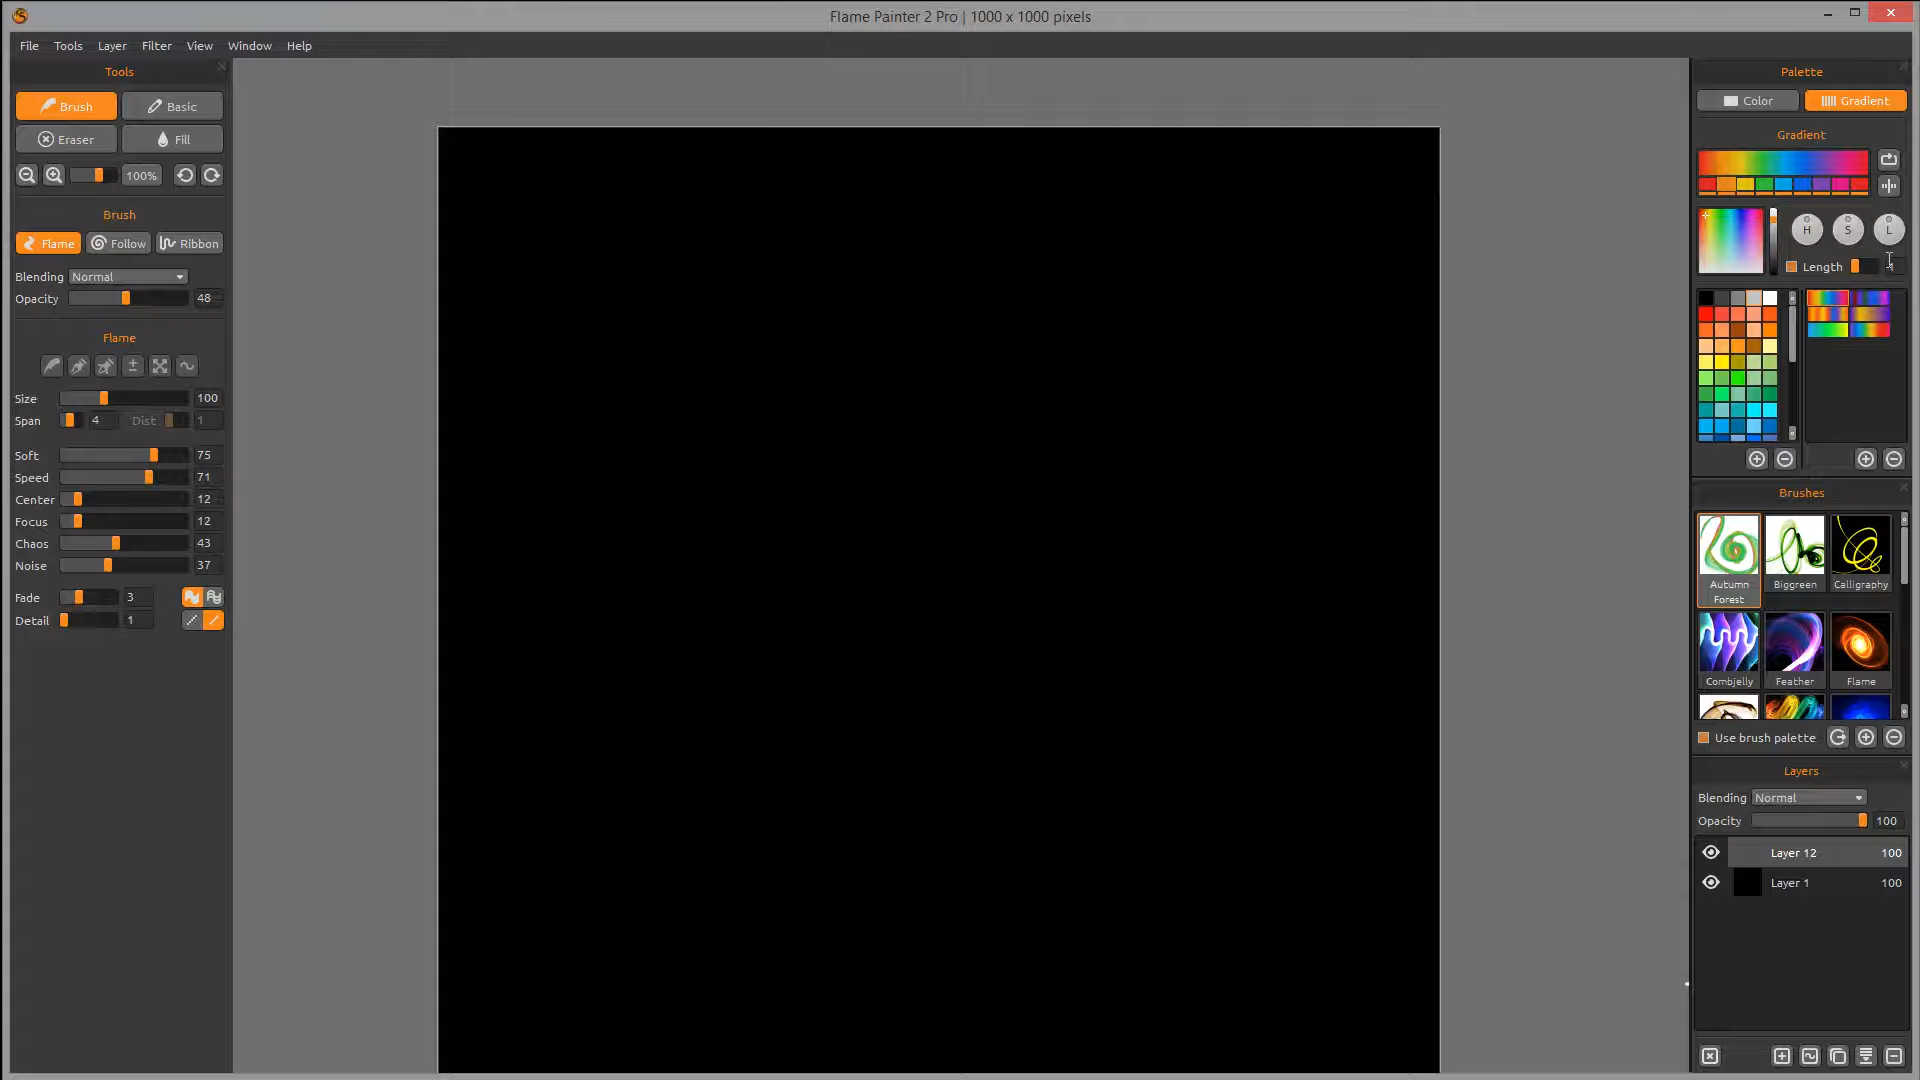 Flame Painter 2 Pro | 1000 x 1000 pixels
File Tools Layer Filter View Window Help
Tools
Brush Basic
Eraser Fill
100%
Brush
Flame Follow Ribbon
Blending Normal
Opacity 48
Flame
Size 100
Span 4 Dist 1
Soft 75
Speed 71
Center 12
Focus 12
Chaos 43
Noise 37
Fade 3
Detail 1
Palette
Color Gradient
Gradient
H S L
Length
Brushes
Autumn Forest
Biggreen
Calligraphy
Combjelly Feather Flame
Use brush palette
Layers
Blending Normal
Opacity 100
Layer 12 100
Layer 1 100